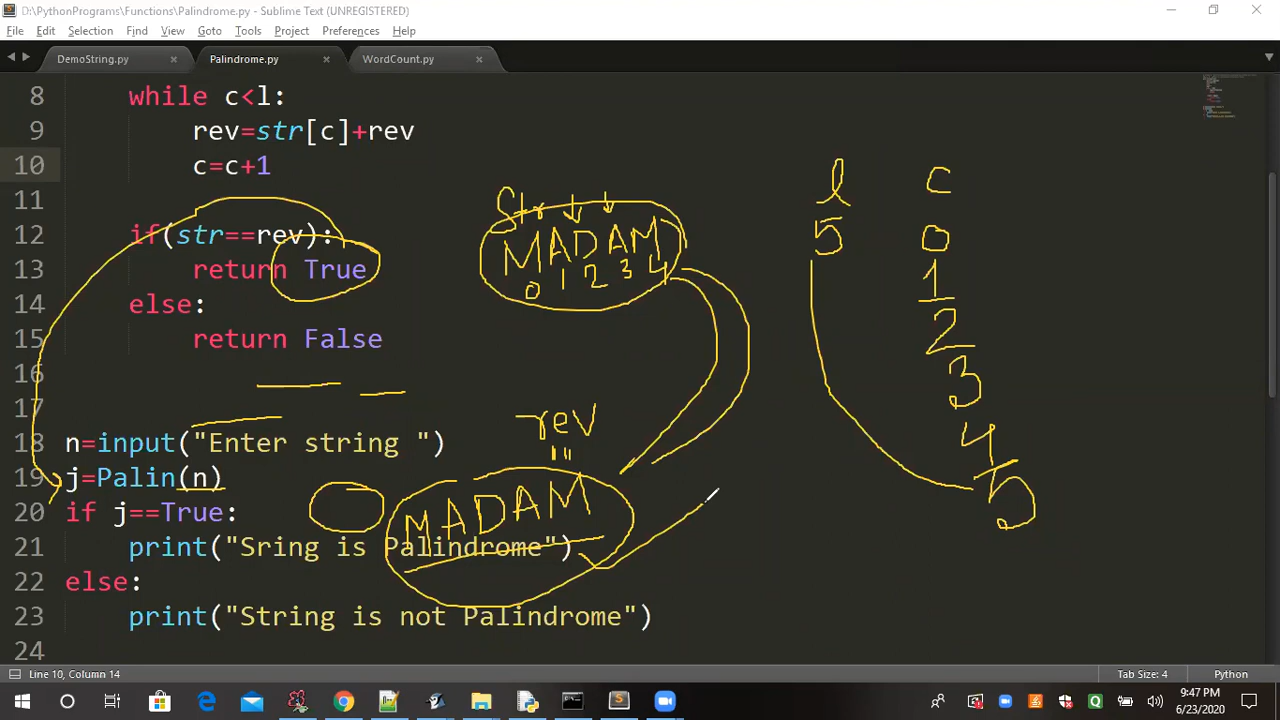 D:\PythonPrograms\Functions\Palindrome.py - Sublime Text (UNREGISTERED)
File Edit Selection Find View Goto Tools Project Preferences Help
DemoString.py Palindrome.py WordCount.py
8 while c<l:
9 rev=str[c]+rev
10 c=c+1
11
12 if(str==rev):
13 return True
14 else:
15 return False
16
17
18 n=input("Enter string ")
19 j=Palin(n)
20 if j==True:
21 print("Sring is Palindrome")
22 else:
23 print("String is not Palindrome")
24
Str
MADAM
0 1 2 3 4
rev
"
MADAM
l c
5 0
1
2
3
4
5
Line 10, Column 14 Tab Size: 4 Python
9:47 PM
6/23/2020